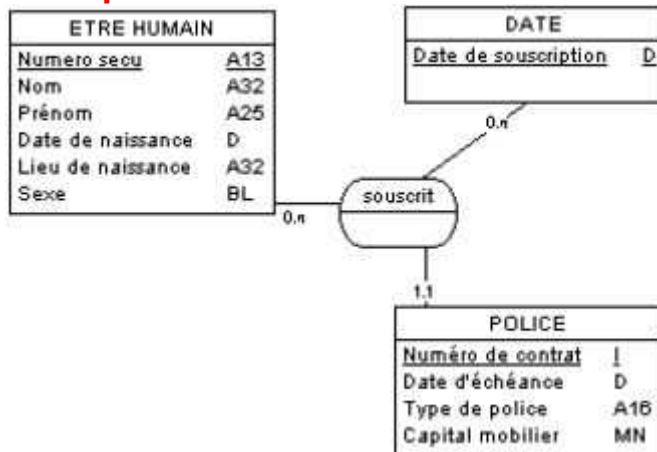 ETRE HUMAIN
Numero secu A13
Nom A32
Prénom A25
Date de naissance D
Lieu de naissance A32
Sexe BL
DATE
Date de souscription D
0.n
souscrit
0.n
1.1
POLICE
Numéro de contrat I
Date d'échéance D
Type de police A16
Capital mobilier MN